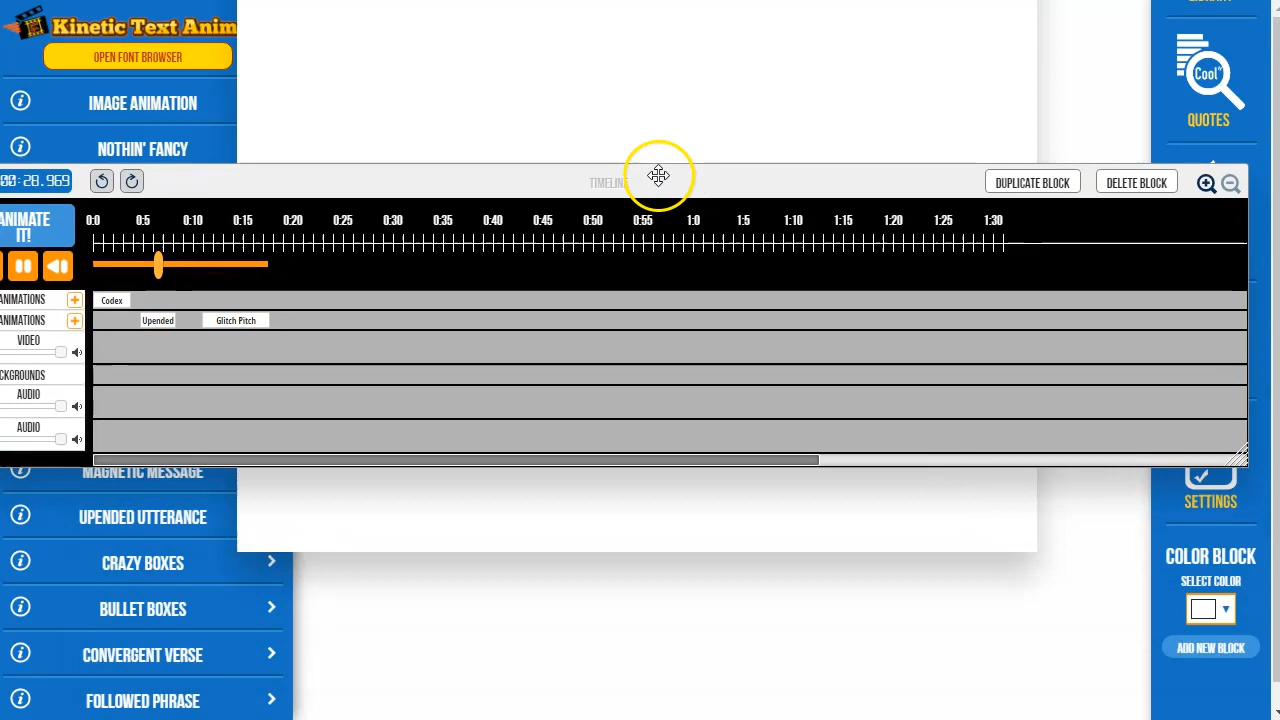 Kinetic Text Anim
OPEN FONT BROWSER
IMAGE ANIMATION
NOTHIN' FANCY
Cool"
QUOTES
00:28.969
TIMELINE
DUPLICATE BLOCK
DELETE BLOCK
ANIMATE
IT!
0:0 0:5 0:10 0:15 0:20 0:25 0:30 0:35 0:40 0:45 0:50 0:55 1:0 1:5 1:10 1:15 1:20 1:25 1:30
ANIMATIONS
Codex
ANIMATIONS
Upended
Glitch Pitch
VIDEO
CKGROUNDS
AUDIO
AUDIO
MAGNETIC MESSAGE
UPENDED UTTERANCE
CRAZY BOXES
BULLET BOXES
CONVERGENT VERSE
FOLLOWED PHRASE
SETTINGS
COLOR BLOCK
SELECT COLOR
ADD NEW BLOCK